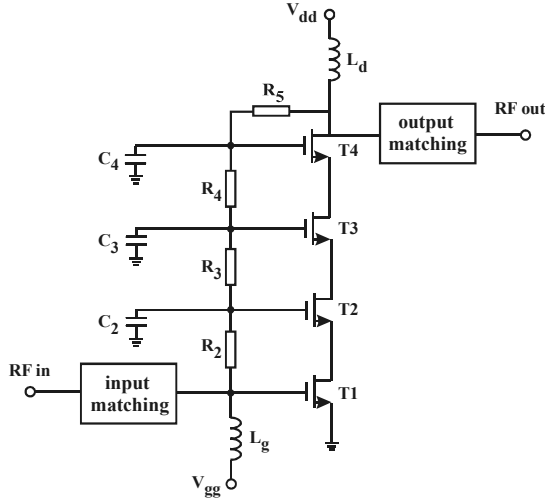 Vdd
Ld
R5
RF out
output
matching
C4
T4
R4
C3
T3
R3
C2
T2
R2
RF in
input
matching
T1
Lg
Vgg